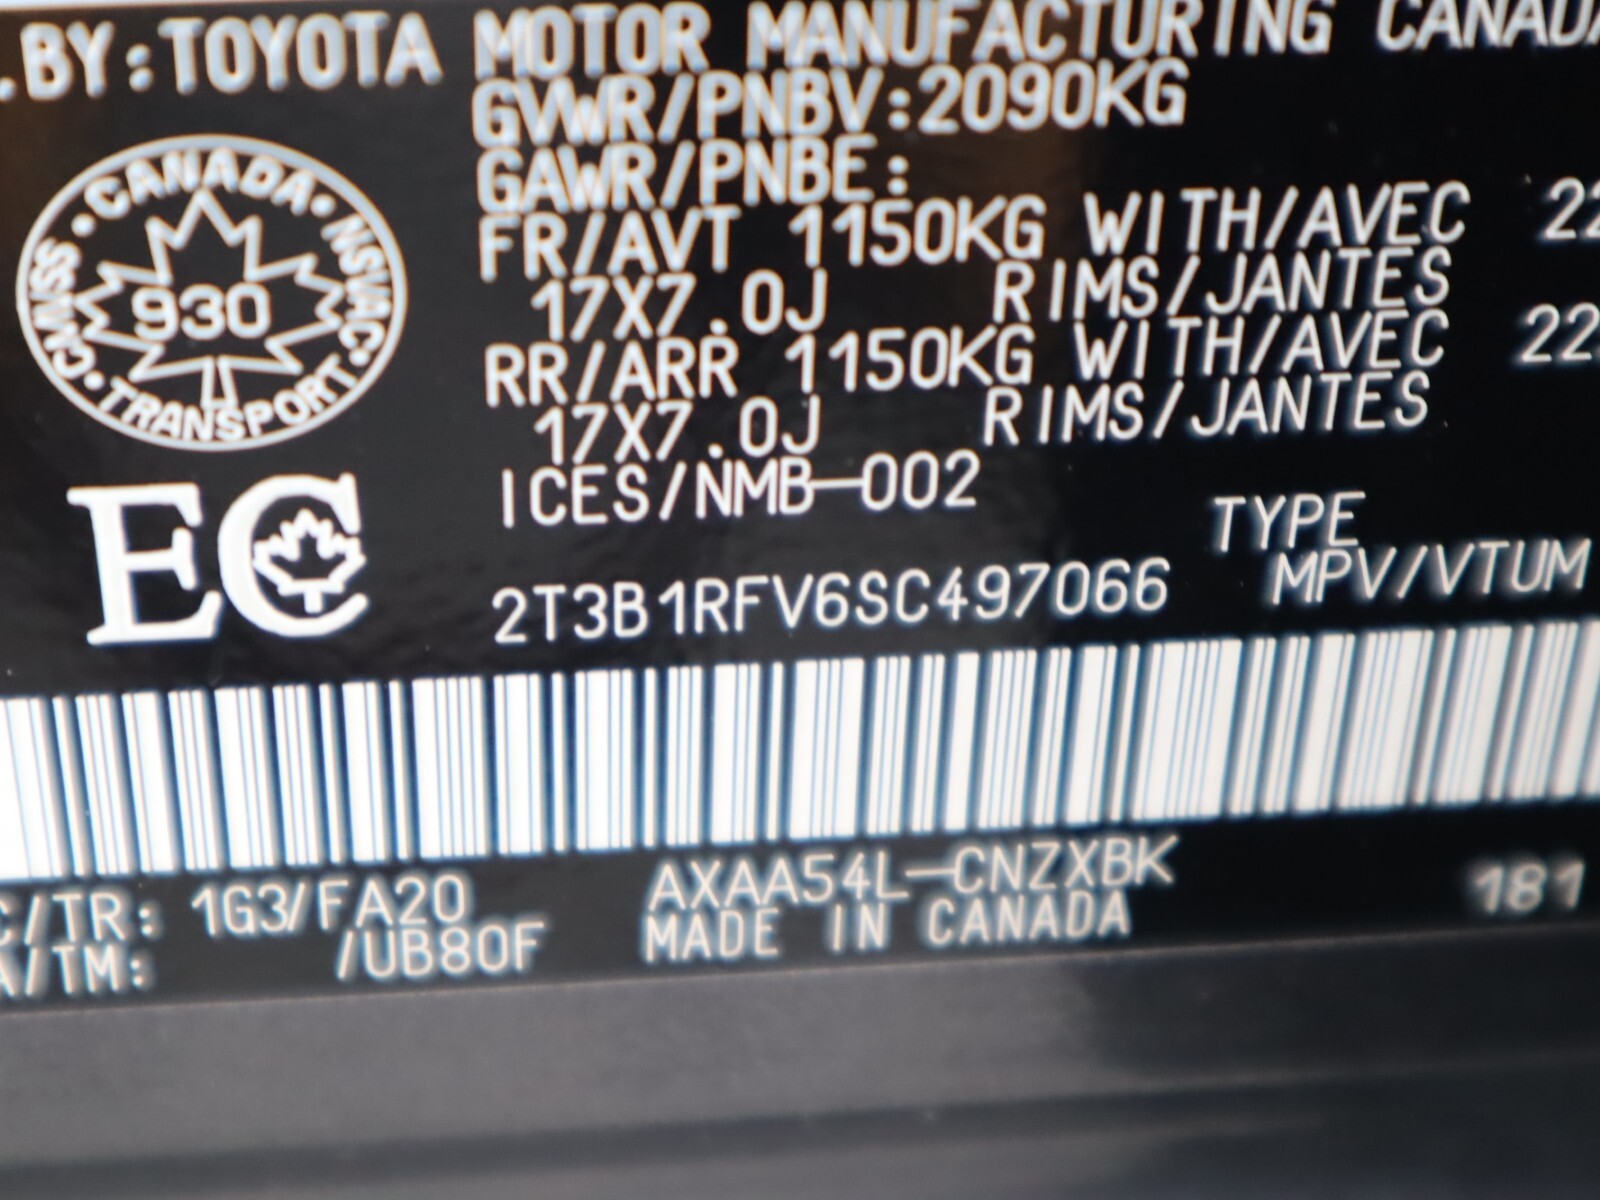 .BY:TOYOTA MOTOR MANUFACTURING CANADA
GVWR/PNBV:2090KG
GAWR/PNBE:
FR/AVT 1150KG WITH/AVEC 22
17X7.0J RIMS/JANTES
RR/ARR 1150KG WITH/AVEC 22
17X7.0J RIMS/JANTES
ICES/NMB-002
CANADA • NSVAC • TRANSPORT • CMVSS •
930
EC
TYPE
2T3B1RFV6SC497066 MPV/VTUM
C/TR: 1G3/FA20 AXAA54L-CNZXBK 181
A/TM: /UB80F MADE IN CANADA